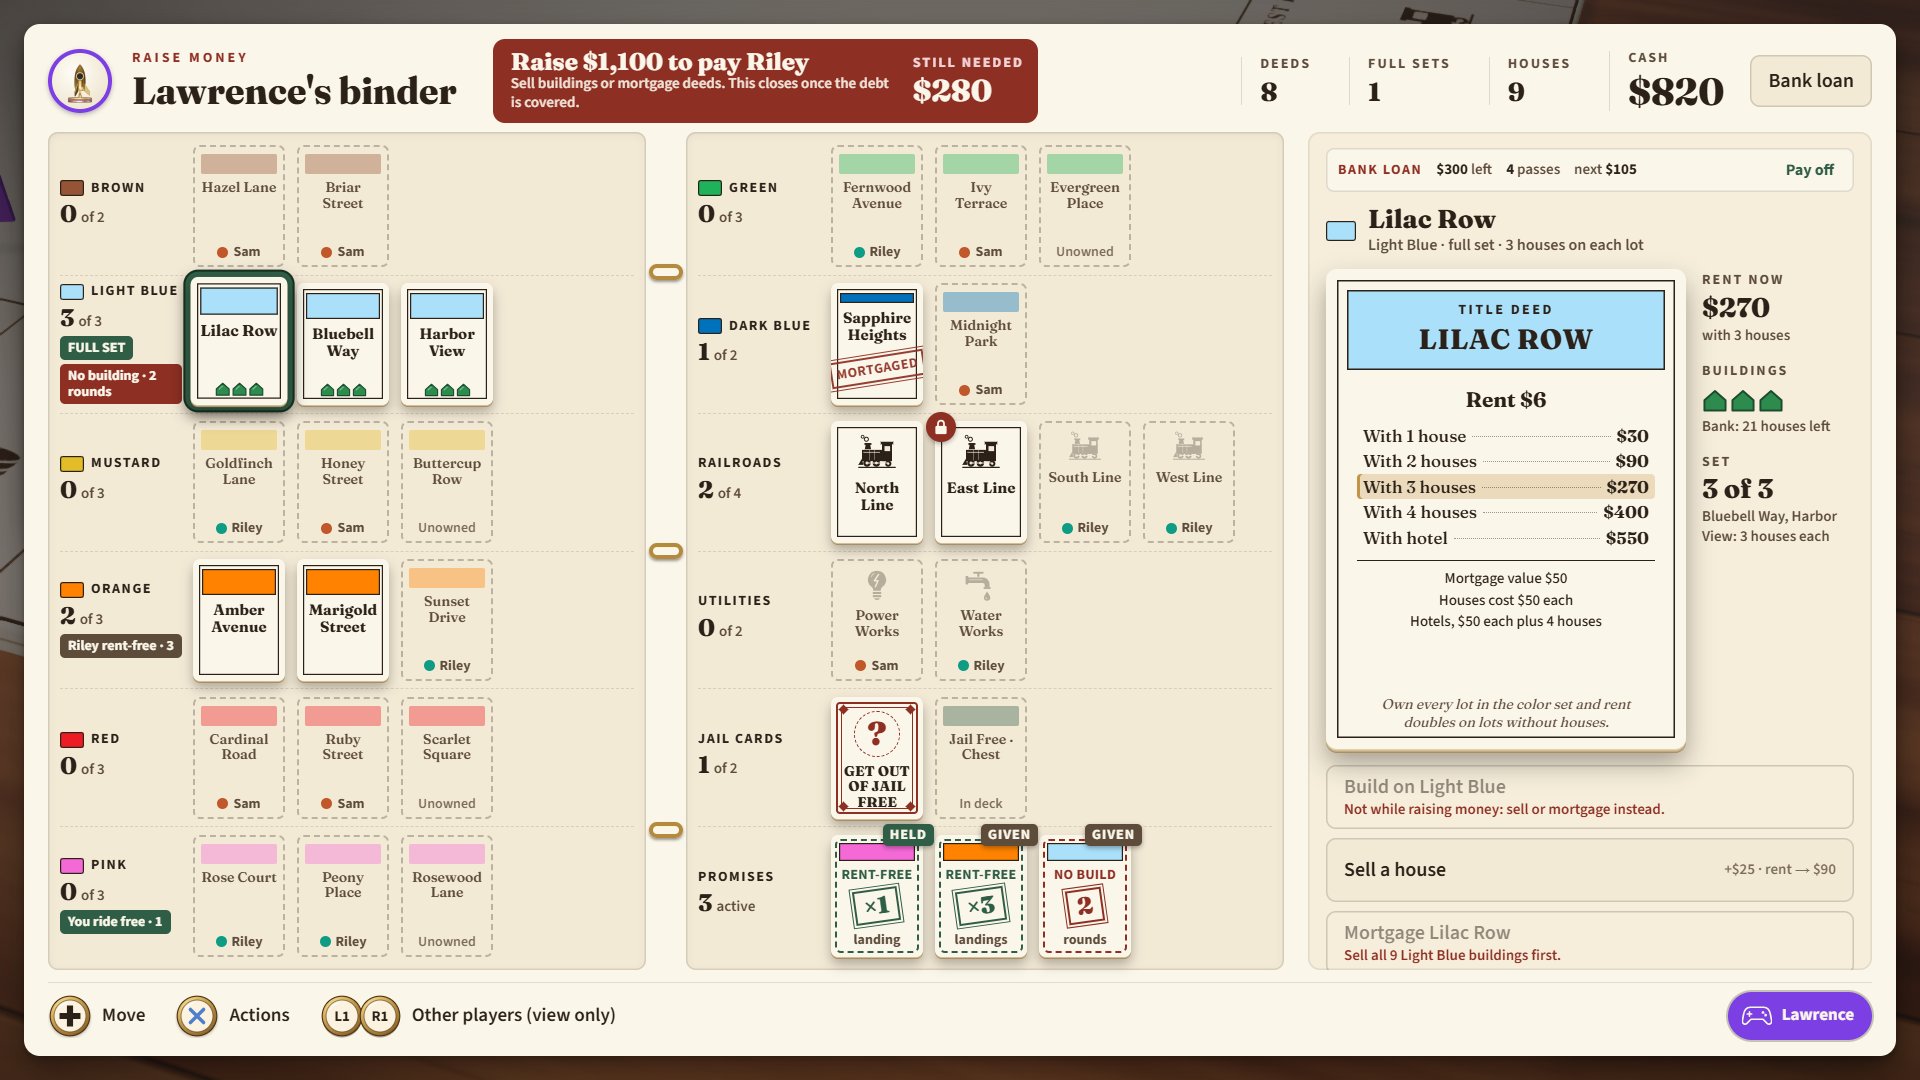 RAISE MONEY
Lawrence's binder
Raise $1,100 to pay Riley
Sell buildings or mortgage deeds. This closes once the debt
is covered.
STILL NEEDED
$280
DEEDS
8
FULL SETS
1
HOUSES
9
CASH
$820
Bank loan
BROWN
0 of 2
Hazel Lane
Sam
Briar
Street
Sam
LIGHT BLUE
3 of 3
FULL SET
No building · 2
rounds
Lilac Row
Bluebell
Way
Harbor
View
MUSTARD
0 of 3
Goldfinch
Lane
Riley
Honey
Street
Sam
Buttercup
Row
Unowned
ORANGE
2 of 3
Riley rent-free · 3
Amber
Avenue
Marigold
Street
Sunset
Drive
Riley
RED
0 of 3
Cardinal
Road
Sam
Ruby
Street
Sam
Scarlet
Square
Unowned
PINK
0 of 3
You ride free · 1
Rose Court
Riley
Peony
Place
Riley
Rosewood
Lane
Unowned
GREEN
0 of 3
Fernwood
Avenue
Riley
Ivy
Terrace
Sam
Evergreen
Place
Unowned
DARK BLUE
1 of 2
Sapphire
Heights
MORTGAGED
Midnight
Park
Sam
RAILROADS
2 of 4
North
Line
East Line
South Line
Riley
West Line
Riley
UTILITIES
0 of 2
Power
Works
Sam
Water
Works
Riley
JAIL CARDS
1 of 2
?
GET OUT
OF JAIL
FREE
Jail Free ·
Chest
In deck
PROMISES
3 active
HELD
RENT-FREE
×1
landing
GIVEN
RENT-FREE
×3
landings
GIVEN
NO BUILD
2
rounds
BANK LOAN $300 left 4 passes next $105 Pay off
Lilac Row
Light Blue · full set · 3 houses on each lot
TITLE DEED
LILAC ROW
Rent $6
With 1 house $30
With 2 houses $90
With 3 houses $270
With 4 houses $400
With hotel $550
Mortgage value $50
Houses cost $50 each
Hotels, $50 each plus 4 houses
Own every lot in the color set and rent
doubles on lots without houses.
RENT NOW
$270
with 3 houses
BUILDINGS
Bank: 21 houses left
SET
3 of 3
Bluebell Way, Harbor
View: 3 houses each
Build on Light Blue
Not while raising money: sell or mortgage instead.
Sell a house
+$25 · rent → $90
Mortgage Lilac Row
Sell all 9 Light Blue buildings first.
Move
Actions
L1 R1 Other players (view only)
Lawrence